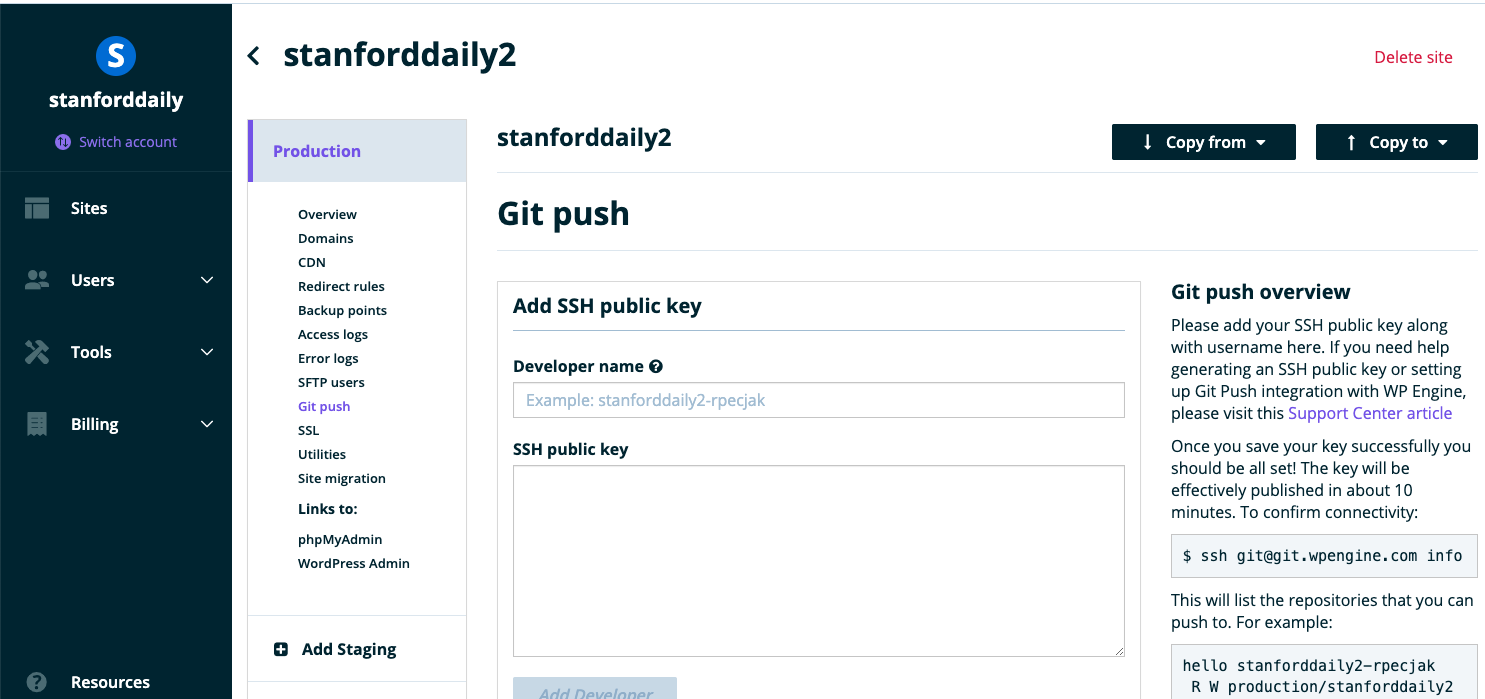 S
stanforddaily
Switch account
Sites
Users
Tools
Billing
Resources
stanforddaily2
Delete site
Production
Overview
Domains
CDN
Redirect rules
Backup points
Access logs
Error logs
SFTP users
Git push
SSL
Utilities
Site migration
Links to:
phpMyAdmin
WordPress Admin
Add Staging
stanforddaily2
Copy from
Copy to
Git push
Add SSH public key
Developer name
Example: stanforddaily2-rpecjak
SSH public key
Add Developer
Git push overview
Please add your SSH public key along
with username here. If you need help
generating an SSH public key or setting
up Git Push integration with WP Engine,
please visit this Support Center article
Once you save your key successfully you
should be all set! The key will be
effectively published in about 10
minutes. To confirm connectivity:
$ ssh git@git.wpengine.com info
This will list the repositories that you can
push to. For example:
hello stanforddaily2-rpecjak
R W production/stanforddaily2